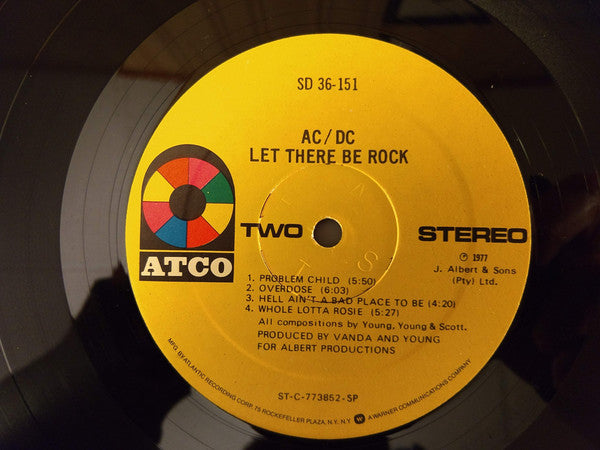 SD 36-151
AC/DC
LET THERE BE ROCK
ATCO
TWO
STEREO
℗ 1977
J. Albert & Sons
(Pty) Ltd.
1. PROBLEM CHILD (5:50)
2. OVERDOSE (6:03)
3. HELL AIN'T A BAD PLACE TO BE (4:20)
4. WHOLE LOTTA ROSIE (5:27)
All compositions by Young, Young & Scott.
PRODUCED BY VANDA AND YOUNG
FOR ALBERT PRODUCTIONS
ST-C-773852-SP
MFG. BY ATLANTIC RECORDING CORP. 75 ROCKEFELLER PLAZA, N.Y. N.Y. A WARNER COMMUNICATIONS COMPANY